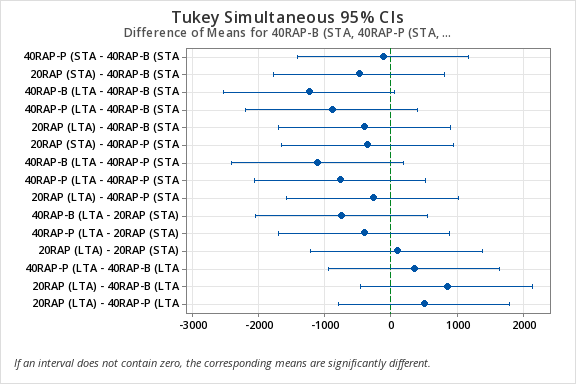 Tukey Simultaneous 95% CIs
Difference of Means for 40RAP-B (STA, 40RAP-P (STA, ...
40RAP-P (STA - 40RAP-B (STA
20RAP (STA) - 40RAP-B (STA
40RAP-B (LTA - 40RAP-B (STA
40RAP-P (LTA - 40RAP-B (STA
20RAP (LTA) - 40RAP-B (STA
20RAP (STA) - 40RAP-P (STA
40RAP-B (LTA - 40RAP-P (STA
40RAP-P (LTA - 40RAP-P (STA
20RAP (LTA) - 40RAP-P (STA
40RAP-B (LTA - 20RAP (STA)
40RAP-P (LTA - 20RAP (STA)
20RAP (LTA) - 20RAP (STA)
40RAP-P (LTA - 40RAP-B (LTA
20RAP (LTA) - 40RAP-B (LTA
20RAP (LTA) - 40RAP-P (LTA
-3000 -2000 -1000 0 1000 2000
If an interval does not contain zero, the corresponding means are significantly different.